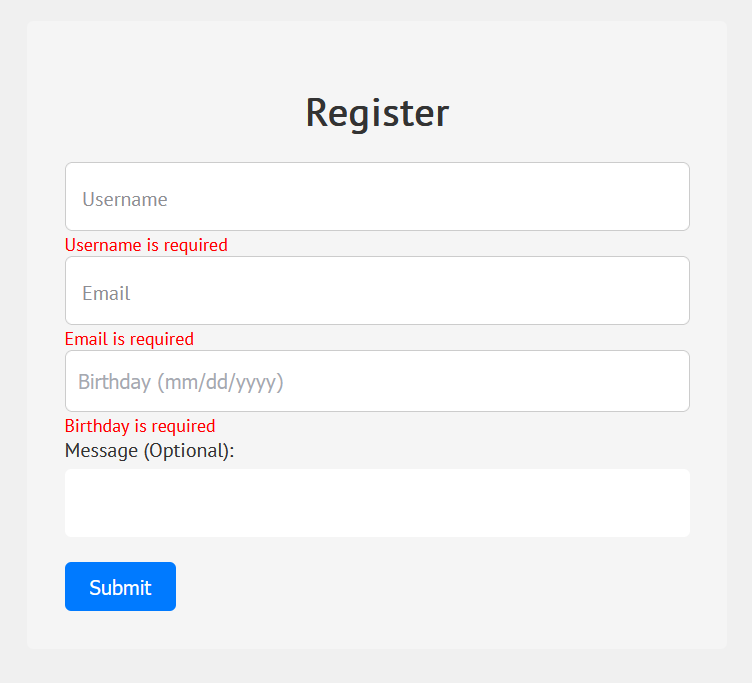 Register
Username
Username is required
Email
Email is required
Birthday (mm/dd/yyyy)
Birthday is required
Message (Optional):
Submit